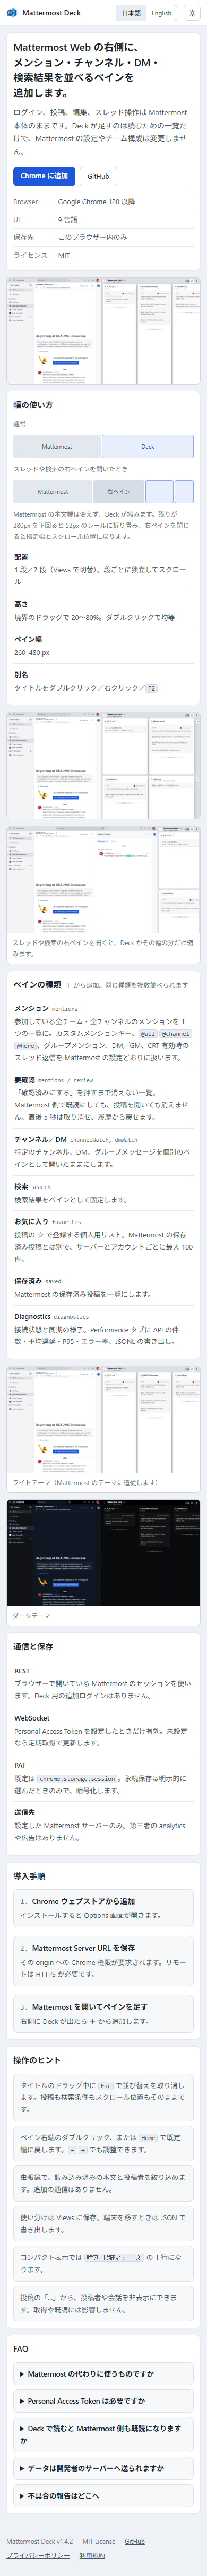 Mattermost Deck
日本語
English
Mattermost Web の右側に、
メンション・チャンネル・DM・
検索結果を並べるペインを
追加します。
ログイン、投稿、編集、スレッド操作は Mattermost
本体のままです。Deck が足すのは読むための一覧
だけで、Mattermost の設定やチーム構成は変更しま
せん。
Chrome に追加
GitHub
Browser
Google Chrome 120 以降
UI
9 言語
保存先
このブラウザー内のみ
ライセンス
MIT
Beginning of README Showcase
幅の使い方
通常
Mattermost
Deck
スレッドや検索の右ペインを開いたとき
Mattermost
右ペイン
Mattermost の本文幅は変えず、Deck が縮みます。残りが
280px を下回ると 52px のレールに折り畳み、右ペインを閉じ
ると指定幅とスクロール位置に戻ります。
配置
1 段／2 段（Views で切替）。段ごとに独立してスクロー
ル
高さ
境界のドラッグで 20〜80%。ダブルクリックで均等
ペイン幅
260–480 px
別名
タイトルをダブルクリック／右クリック／ F2
Beginning of README Showcase
Beginning of README Showcase
スレッドや検索の右ペインを開くと、Deck がその幅の分だけ縮
みます。
ペインの種類 ＋ から追加。同じ種類を複数並べられます
メンション mentions
参加している全チーム・全チャンネルのメンションを 1
つの一覧に。カスタムメンションキー、 @all @channel
@here 、グループメンション、DM／GM、CRT 有効時の
スレッド返信を Mattermost の設定どおりに扱います。
要確認 mentions / review
「確認済みにする」を押すまで消えない一覧。
Mattermost 側で既読にしても、投稿を開いても消えませ
ん。直後 5 秒は取り消せ、履歴から戻せます。
チャンネル／DM channelWatch, dmWatch
特定のチャンネル、DM、グループメッセージを個別のペ
インとして開いたままにします。
検索 search
検索結果をペインとして固定します。
お気に入り favorites
投稿の ☆ で登録する個人用リスト。Mattermost の保存
済み投稿とは別で、サーバーとアカウントごとに最大 100
件。
保存済み saved
Mattermost の保存済み投稿を一覧にします。
Diagnostics diagnostics
接続状態と同期の様子。Performance タブに API の件
数・平均遅延・P95・エラー率、JSONL の書き出し。
Beginning of README Showcase
ライトテーマ（Mattermost のテーマに追従します）
Beginning of README Showcase
ダークテーマ
通信と保存
REST
ブラウザーで開いている Mattermost のセッションを使い
ます。Deck 用の追加ログインはありません。
WebSocket
Personal Access Token を設定したときだけ有効。未設定
なら定期取得で更新します。
PAT
既定は chrome.storage.session 。永続保存は明示的に
選んだときのみで、暗号化します。
送信先
設定した Mattermost サーバーのみ。第三者の analytics
や広告はありません。
導入手順
1. Chrome ウェブストアから追加
インストールすると Options 画面が開きます。
2. Mattermost Server URL を保存
その origin への Chrome 権限が要求されます。リモー
トは HTTPS が必要です。
3. Mattermost を開いてペインを足す
右側に Deck が出たら ＋ から追加します。
操作のヒント
タイトルのドラッグ中に Esc で並び替えを取り消し
ます。投稿も検索条件もスクロール位置もそのままで
す。
ペイン右端のダブルクリック、または Home で既定
幅に戻します。 ← → でも調整できます。
虫眼鏡で、読み込み済みの本文と投稿者を絞り込めま
す。追加の通信はありません。
使い分けは Views に保存。端末を移すときは JSON で
書き出します。
コンパクト表示では 時刻 投稿者: 本文 の 1 行にな
ります。
投稿の「…」から、投稿者や会話を非表示にできま
す。取得や既読には影響しません。
FAQ
▶ Mattermost の代わりに使うものですか
▶ Personal Access Token は必要ですか
▶ Deck で読むと Mattermost 側も既読になります
か
▶ データは開発者のサーバーへ送られますか
▶ 不具合の報告はどこへ
Mattermost Deck v1.4.2 MIT License GitHub
プライバシーポリシー 利用規約